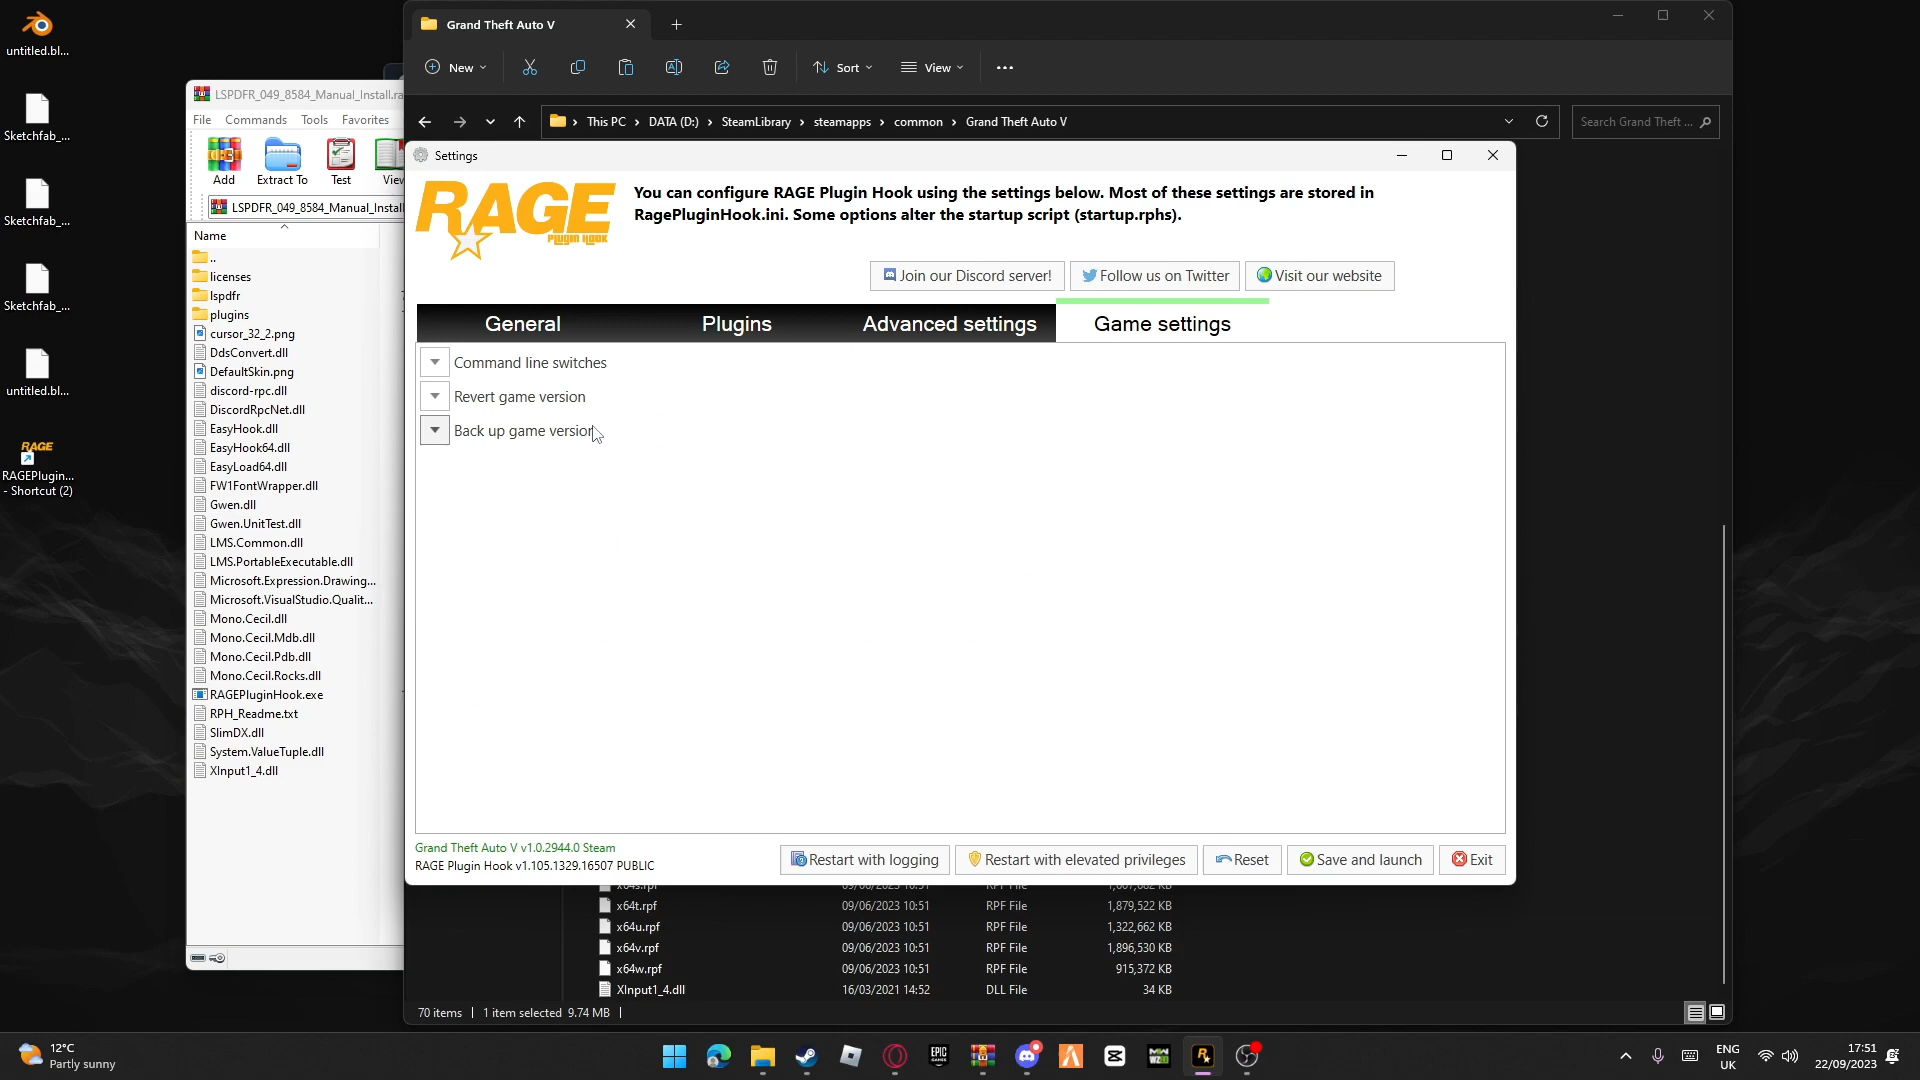 untitled.bl...
Sketchfab_...
Sketchfab_...
Sketchfab_...
untitled.bl...
RAGE
RAGEPlugin...
- Shortcut (2)
LSPDFR_049_8584_Manual_Install.ra
File Commands Tools Favorites
Add Extract To Test View
LSPDFR_049_8584_Manual_Install
Name
..
licenses
lspdfr
plugins
cursor_32_2.png
DdsConvert.dll
DefaultSkin.png
discord-rpc.dll
DiscordRpcNet.dll
EasyHook.dll
EasyHook64.dll
EasyLoad64.dll
FW1FontWrapper.dll
Gwen.dll
Gwen.UnitTest.dll
LMS.Common.dll
LMS.PortableExecutable.dll
Microsoft.Expression.Drawing...
Microsoft.VisualStudio.Qualit...
Mono.Cecil.dll
Mono.Cecil.Mdb.dll
Mono.Cecil.Pdb.dll
Mono.Cecil.Rocks.dll
RAGEPluginHook.exe
RPH_Readme.txt
SlimDX.dll
System.ValueTuple.dll
XInput1_4.dll
Grand Theft Auto V
New Sort View
This PC > DATA (D:) > SteamLibrary > steamapps > common > Grand Theft Auto V
Search Grand Theft ...
Settings
RAGE
PLUGIN HOOK
You can configure RAGE Plugin Hook using the settings below. Most of these settings are stored in
RagePluginHook.ini. Some options alter the startup script (startup.rphs).
Join our Discord server! Follow us on Twitter Visit our website
General Plugins Advanced settings Game settings
Command line switches
Revert game version
Back up game version
Grand Theft Auto V v1.0.2944.0 Steam
RAGE Plugin Hook v1.105.1329.16507 PUBLIC
Restart with logging Restart with elevated privileges Reset Save and launch Exit
x64t.rpf 09/06/2023 10:51 RPF File 1,879,522 KB
x64u.rpf 09/06/2023 10:51 RPF File 1,322,662 KB
x64v.rpf 09/06/2023 10:51 RPF File 1,896,530 KB
x64w.rpf 09/06/2023 10:51 RPF File 915,372 KB
XInput1_4.dll 16/03/2021 14:52 DLL File 34 KB
70 items 1 item selected 9.74 MB
12°C
Partly sunny
EPIC
GAMES
ENG
UK
17:51
22/09/2023